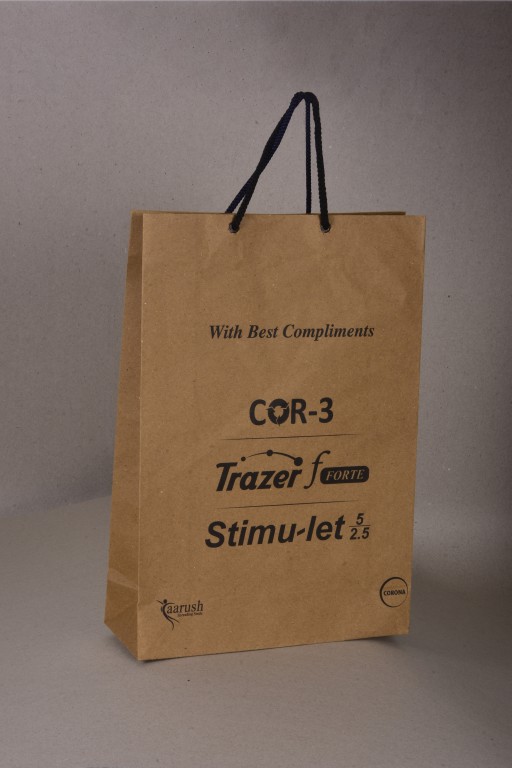 With Best Compliments
COR-3
Trazer f FORTE
Stimu-let 5/2.5
aarush
CORONA